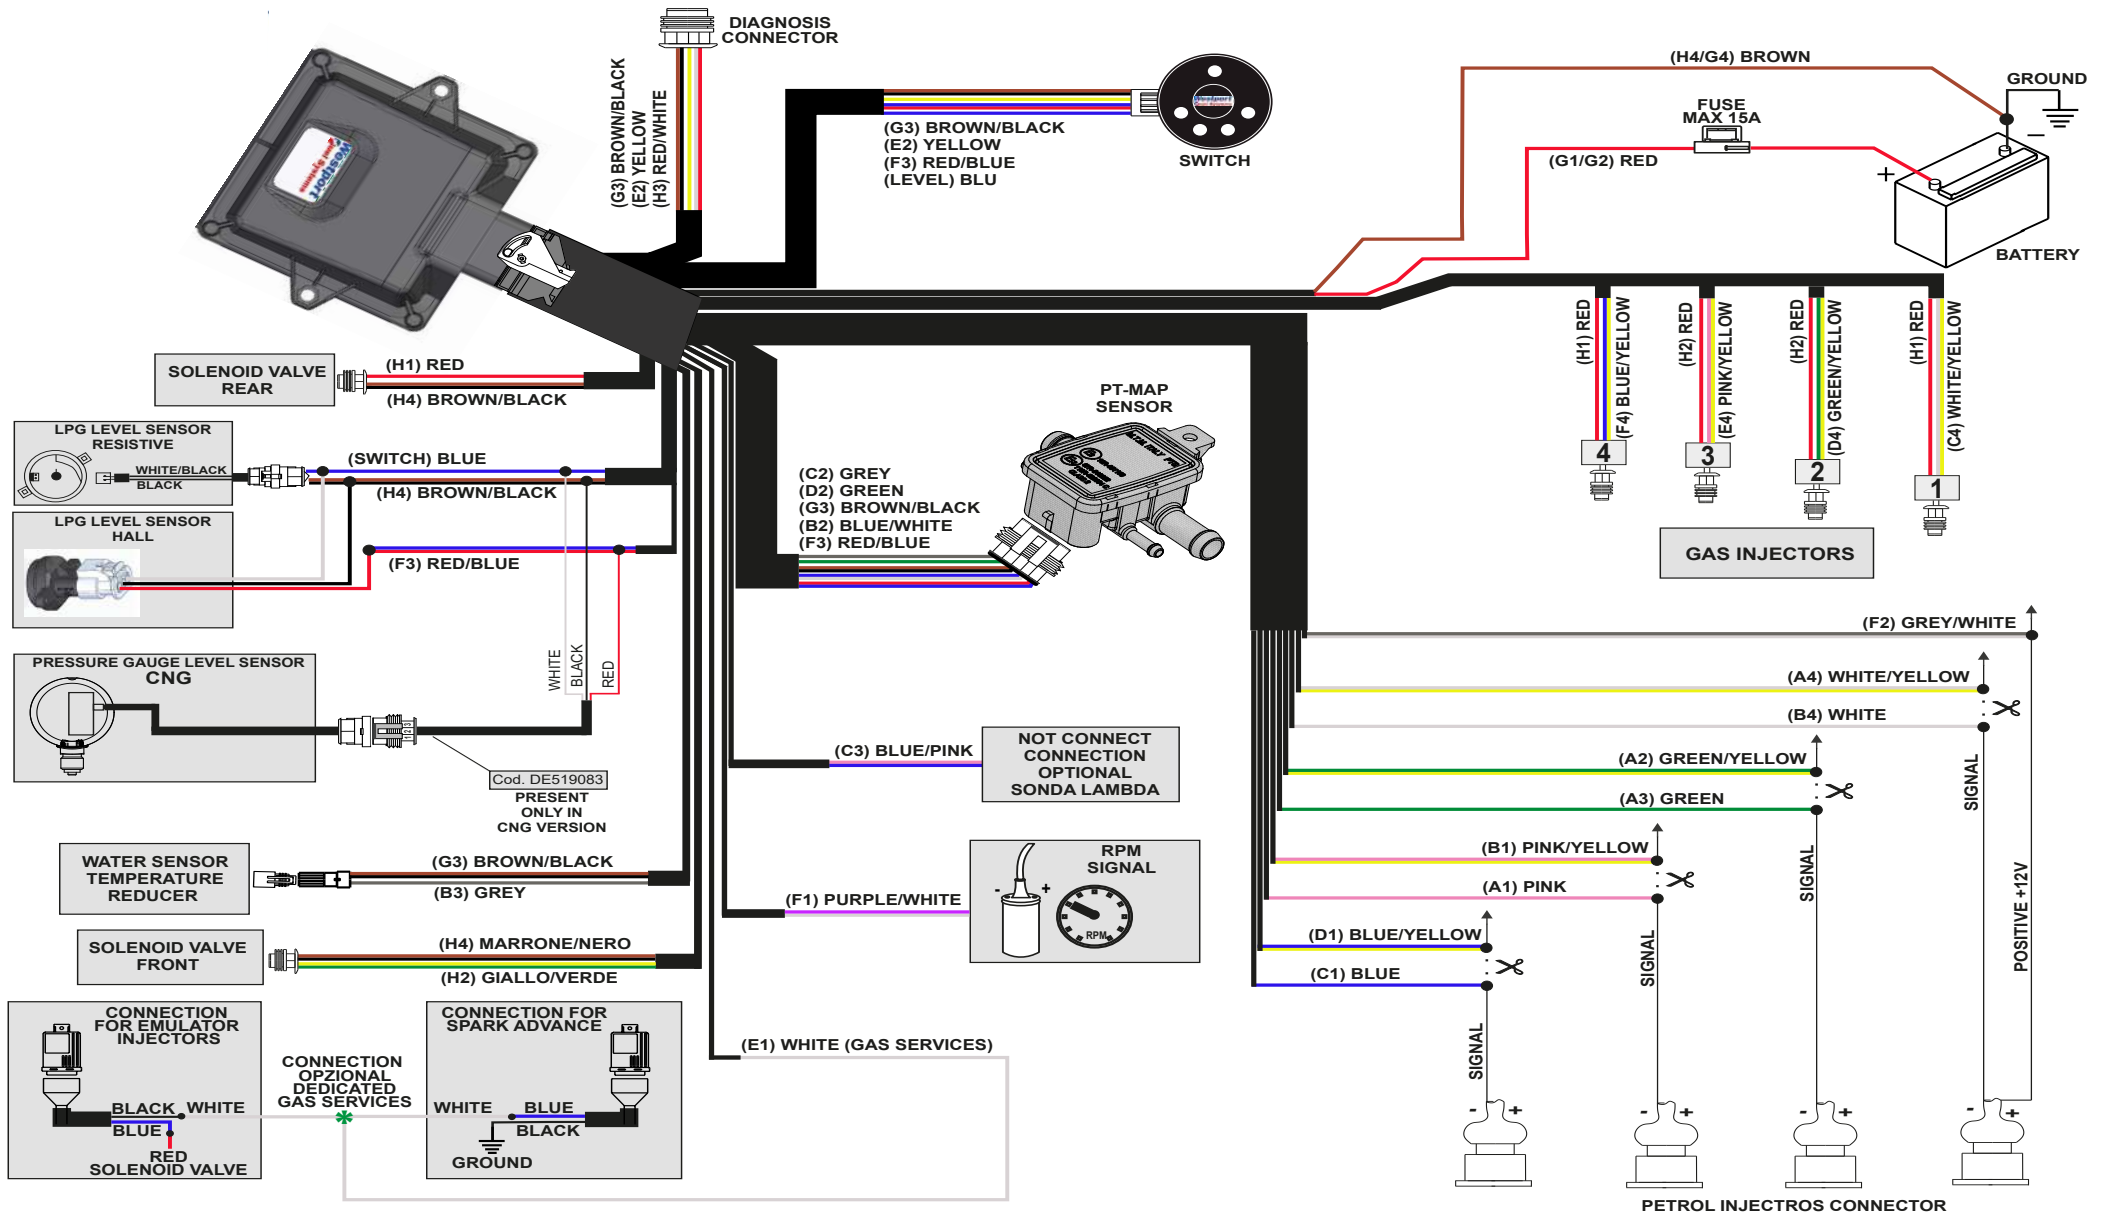 DIAGNOSIS
CONNECTOR
(G3) BROWN/BLACK
(E2) YELLOW
(H3) RED/WHITE
(G3) BROWN/BLACK
(E2) YELLOW
(F3) RED/BLUE
(LEVEL) BLU
Westport
Fuel Systems
SWITCH
(H4/G4) BROWN
GROUND
FUSE
MAX 15A
(G1/G2) RED
+
−
BATTERY
Westport
Fuel Systems
(H1) RED
(F4) BLUE/YELLOW
(H2) RED
(E4) PINK/YELLOW
(H2) RED
(D4) GREEN/YELLOW
(H1) RED
(C4) WHITE/YELLOW
4
3
2
1
GAS INJECTORS
SOLENOID VALVE
REAR
(H1) RED
(H4) BROWN/BLACK
LPG LEVEL SENSOR
RESISTIVE
WHITE/BLACK
BLACK
(SWITCH) BLUE
(H4) BROWN/BLACK
LPG LEVEL SENSOR
HALL
(F3) RED/BLUE
PT-MAP
SENSOR
(C2) GREY
(D2) GREEN
(G3) BROWN/BLACK
(B2) BLUE/WHITE
(F3) RED/BLUE
WHITE
BLACK
RED
PRESSURE GAUGE LEVEL SENSOR
CNG
1 2 3
Cod. DE519083
PRESENT
ONLY IN
CNG VERSION
(C3) BLUE/PINK
NOT CONNECT
CONNECTION
OPTIONAL
SONDA LAMBDA
WATER SENSOR
TEMPERATURE
REDUCER
(G3) BROWN/BLACK
(B3) GREY
(F1) PURPLE/WHITE
RPM
SIGNAL
-
+
RPM
SOLENOID VALVE
FRONT
(H4) MARRONE/NERO
(H2) GIALLO/VERDE
(F2) GREY/WHITE
(A4) WHITE/YELLOW
(B4) WHITE
(A2) GREEN/YELLOW
(A3) GREEN
(B1) PINK/YELLOW
(A1) PINK
(D1) BLUE/YELLOW
(C1) BLUE
SIGNAL
SIGNAL
SIGNAL
SIGNAL
POSITIVE +12V
CONNECTION
FOR EMULATOR
INJECTORS
BLACK
WHITE
BLUE
RED
SOLENOID VALVE
CONNECTION
OPZIONAL
DEDICATED
GAS SERVICES
*
CONNECTION FOR
SPARK ADVANCE
WHITE
BLUE
BLACK
GROUND
(E1) WHITE (GAS SERVICES)
- +
- +
- +
- +
PETROL INJECTROS CONNECTOR